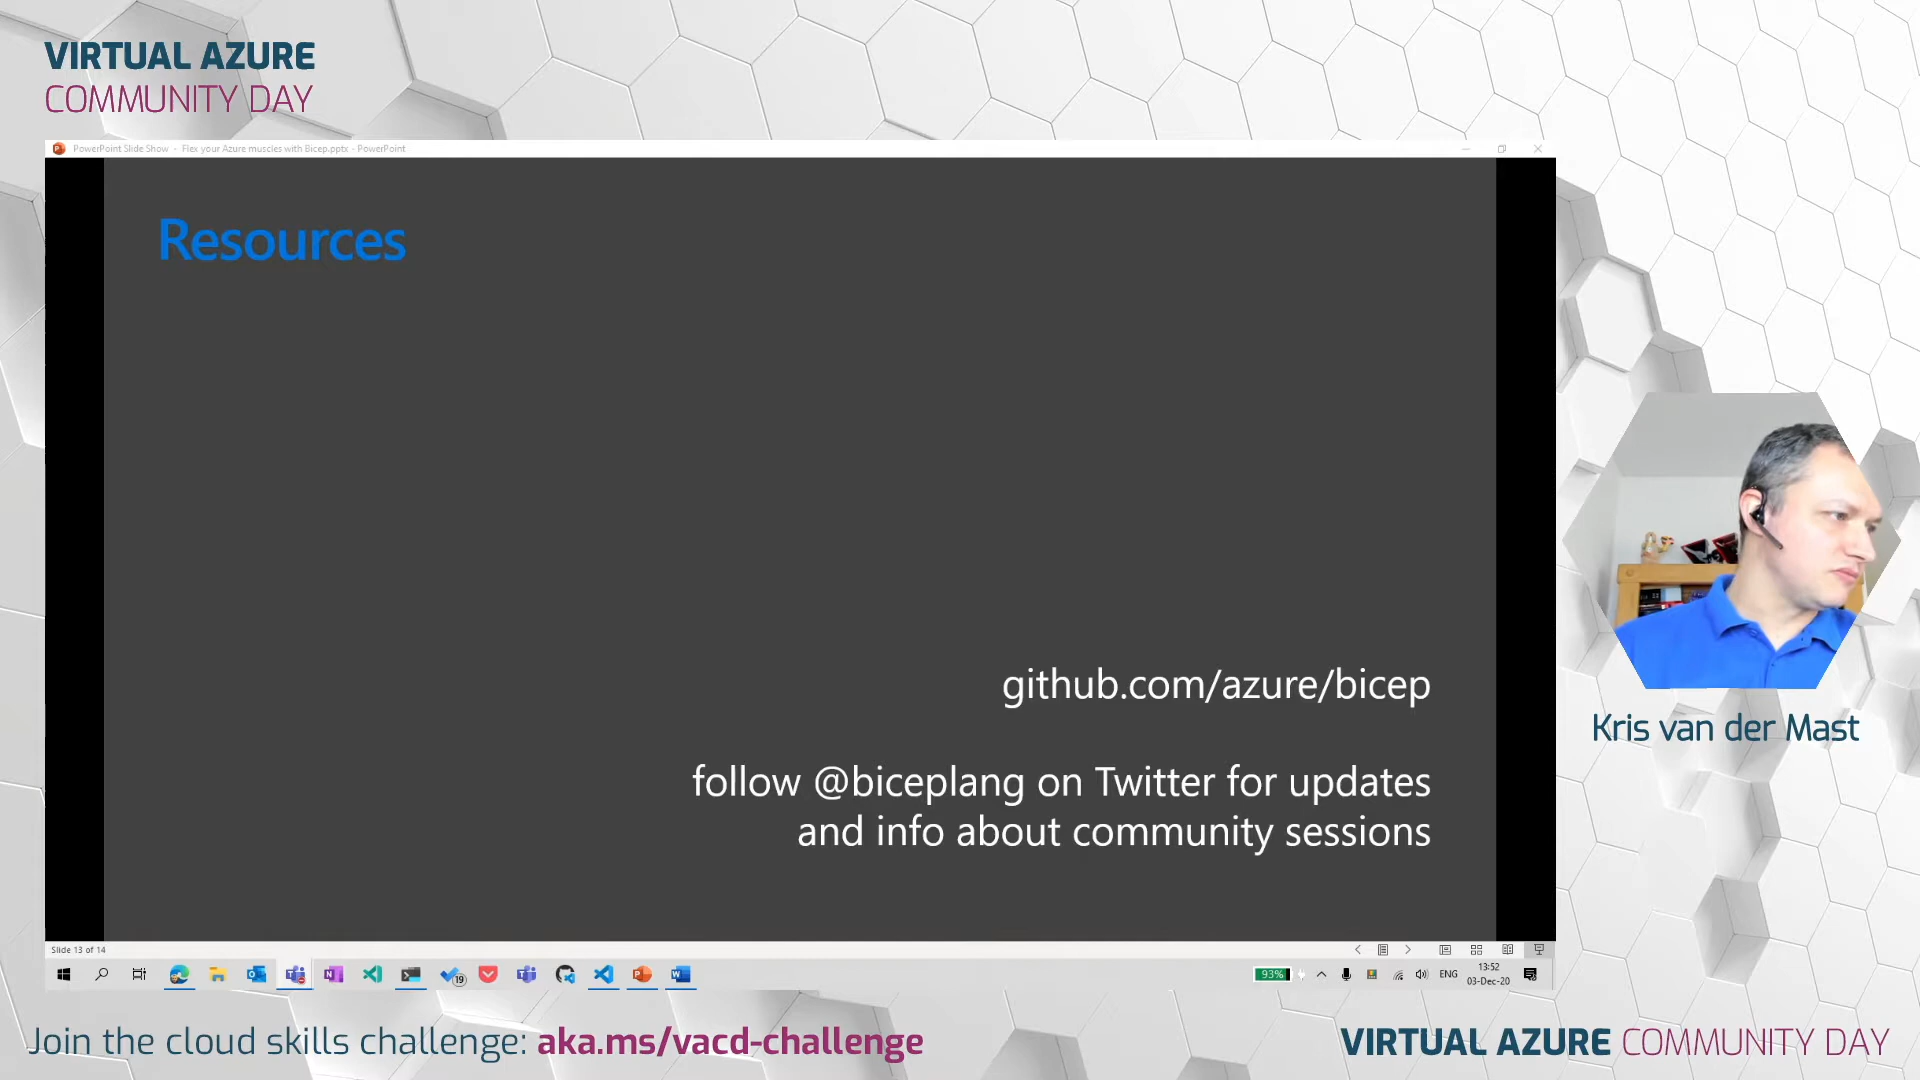 VIRTUAL AZURE
COMMUNITY DAY
PowerPoint Slide Show - Flex your Azure muscles with Bicep.pptx - PowerPoint
Resources
github.com/azure/bicep
follow @biceplang on Twitter for updates
and info about community sessions
Kris van der Mast
Slide 13 of 14
19
93%
ENG
13:52
03-Dec-20
Join the cloud skills challenge: aka.ms/vacd-challenge
VIRTUAL AZURE COMMUNITY DAY